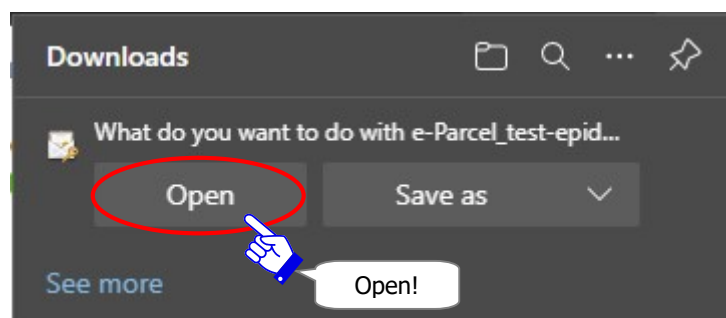 Downloads
What do you want to do with e-Parcel_test-epid...
Open
Save as
See more
Open!